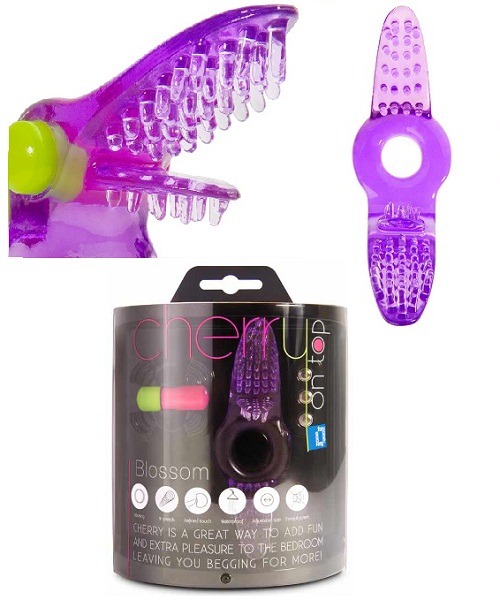 cherry
on top
Blossom
Waterproof
CHERRY IS A GREAT WAY TO ADD FUN
AND EXTRA PLEASURE TO THE BEDROOM
LEAVING YOU BEGGING FOR MORE!